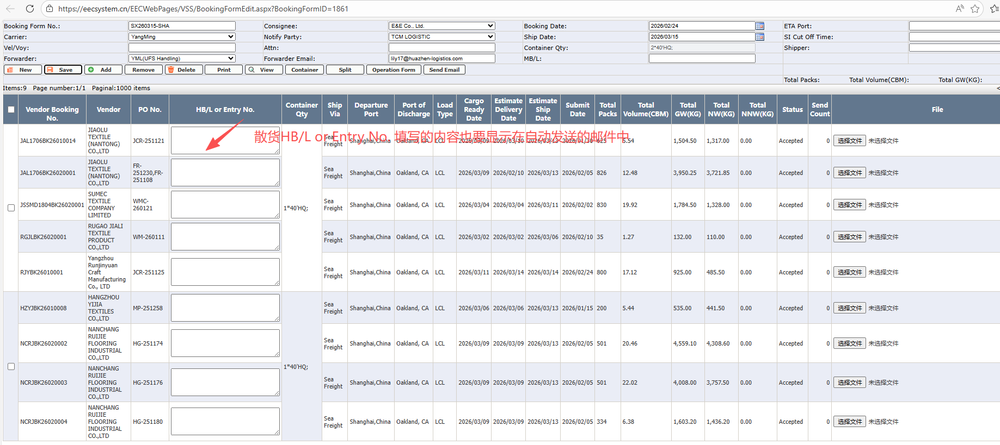 https://eecsystem.cn/EECWebPages/VSS/BookingFormEdit.aspx?BookingFormID=1861
Booking Form No.: SX260315-SHA Consignee: E&E Co., Ltd. Booking Date: 2026/02/24 ETA Port:
Carrier: YangMing Notify Party: TCM LOGISTIC Ship Date: 2026/03/15 SI Cut Off Time:
Vel/Voy: Attn: Container Qty: 2*40'HQ; Shipper:
Forwarder: YML(UFS Handling) Forwarder Email: lily17@huazhen-logistics.com MB/L:
New Save Add Remove Delete Print View Container Split Operation Form Send Email
Total Packs: Total Volume(CBM): Total GW(KG):
Items:9 Page number:1/1 Paginal:1000 items <
Vendor Booking No. Vendor PO No. HB/L or Entry No. Container Qty Ship Via Departure Port Port of Discharge Load Type Cargo Ready Date Estimate Delivery Date Estimate Ship Date Submit Date Total Packs Total Volume(CBM) Total GW(KG) Total NW(KG) Total NNW(KG) Status Send Count File
散货HB/L or Entry No. 填写的内容也要显示在自动发送的邮件中
JAL1706BK26010014 JIAOLU TEXTILE (NANTONG) CO.,LTD JCR-251121 Sea Freight Shanghai,China Oakland, CA LCL 2026/03/09 2026/03/10 2026/03/13 2026/01/30 625 5.54 1,504.50 1,317.00 0.00 Accepted 0 选择文件 未选择文件
JAL1706BK26020001 JIAOLU TEXTILE (NANTONG) CO.,LTD FR-251230,FR-251108 Sea Freight Shanghai,China Oakland, CA LCL 2026/03/09 2026/02/10 2026/03/13 2026/02/05 826 12.48 3,950.25 3,721.85 0.00 Accepted 0 选择文件 未选择文件
JSSMD1804BK26020001 SUMEC TEXTILE COMPANY LIMITED WMC-260121 1*40'HQ; Sea Freight Shanghai,China Oakland, CA LCL 2026/03/04 2026/03/04 2026/03/11 2026/02/02 830 19.92 1,784.50 1,328.00 0.00 Accepted 0 选择文件 未选择文件
RGJLBK26020001 RUGAO JIALI TEXTILE PRODUCT CO.,LTD WM-260111 Sea Freight Shanghai,China Oakland, CA LCL 2026/03/02 2026/03/02 2026/03/06 2026/02/10 35 1.27 132.00 110.00 0.00 Accepted 0 选择文件 未选择文件
RJYBK26010001 Yangzhou Runjinyuan Craft Manufacturing Co., LTD JCR-251125 Sea Freight Shanghai,China Oakland, CA LCL 2026/03/11 2026/03/14 2026/03/14 2026/02/24 800 17.12 925.00 485.50 0.00 Accepted 0 选择文件 未选择文件
HZYJBK26010008 HANGZHOU YIJIA TEXTILES CO.,LTD MP-251258 Sea Freight Shanghai,China Oakland, CA LCL 2026/03/06 2026/03/06 2026/03/13 2026/01/15 200 5.44 535.00 441.50 0.00 Accepted 0 选择文件 未选择文件
NCRJBK26020002 NANCHANG RUIJIE FLOORING INDUSTRIAL CO.,LTD HG-251174 Sea Freight Shanghai,China Oakland, CA LCL 2026/03/09 2026/03/09 2026/03/13 2026/02/05 501 20.46 4,559.10 4,308.60 0.00 Accepted 0 选择文件 未选择文件
1*40'HQ;
NCRJBK26020003 NANCHANG RUIJIE FLOORING INDUSTRIAL CO.,LTD HG-251176 Sea Freight Shanghai,China Oakland, CA LCL 2026/03/09 2026/03/09 2026/03/13 2026/02/05 501 22.02 4,008.00 3,757.50 0.00 Accepted 0 选择文件 未选择文件
NCRJBK26020004 NANCHANG RUIJIE FLOORING INDUSTRIAL CO.,LTD HG-251180 Sea Freight Shanghai,China Oakland, CA LCL 2026/03/09 2026/03/09 2026/03/13 2026/02/05 334 6.38 1,603.20 1,436.20 0.00 Accepted 0 选择文件 未选择文件